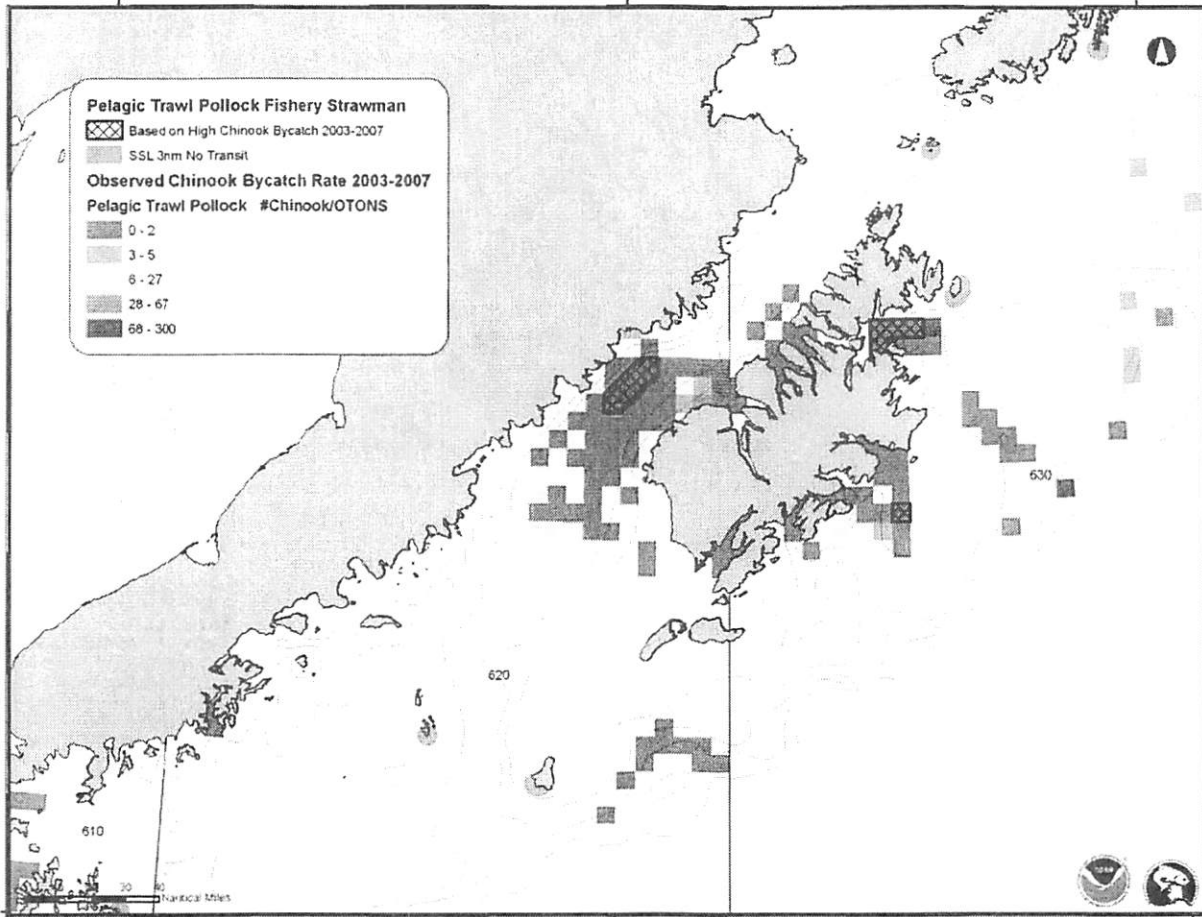 Pelagic Trawl Pollock Fishery Strawman
Based on High Chinook Bycatch 2003-2007
SSL 3nm No Transit
Observed Chinook Bycatch Rate 2003-2007
Pelagic Trawl Pollock #Chinook/OTONS
0 - 2
3 - 5
6 - 27
28 - 67
68 - 300
630
620
610
20 40
Nautical Miles